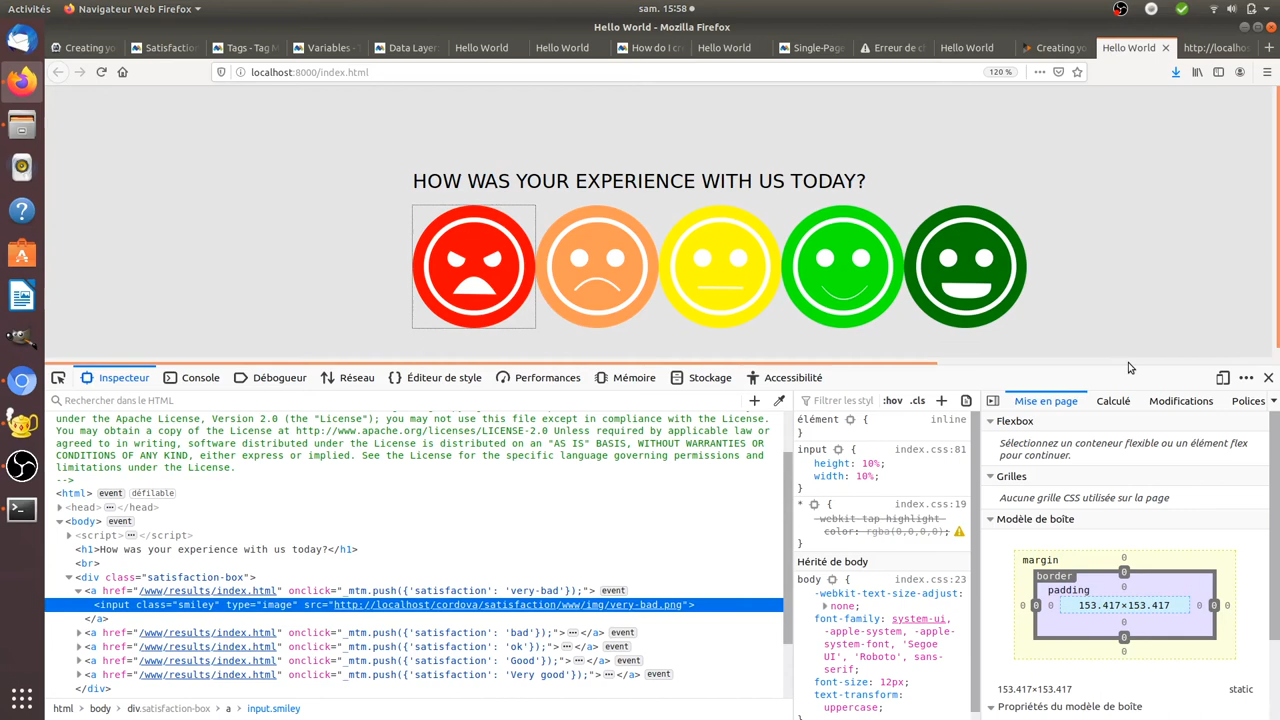 Activités
Navigateur Web Firefox
sam. 15:58
Hello World - Mozilla Firefox
Creating yo
Satisfactio
Tags - Tag M
Variables -
Data Layer
Hello World
Hello World
How do I cr
Hello World
Single-Page
Erreur de c
Hello World
Creating yo
Hello World
http://localhos
localhost:8000/index.html
120 %
HOW WAS YOUR EXPERIENCE WITH US TODAY?
Inspecteur
Console
Débogueur
Réseau
Éditeur de style
Performances
Mémoire
Stockage
Accessibilité
Rechercher dans le HTML
under the Apache License, Version 2.0 (the "License"); you may not use this file except in compliance with the License.
You may obtain a copy of the License at http://www.apache.org/licenses/LICENSE-2.0 Unless required by applicable law or
agreed to in writing, software distributed under the License is distributed on an "AS IS" BASIS, WITHOUT WARRANTIES OR
CONDITIONS OF ANY KIND, either express or implied. See the License for the specific language governing permissions and
limitations under the License.
-->
<html> event défilable
<head> ••• </head>
<body> event
<script> ••• </script>
<h1>How was your experience with us today?</h1>
<br>
<div class="satisfaction-box">
<a href="/www/results/index.html" onclick="_mtm.push({'satisfaction': 'very-bad'});"> event
<input class="smiley" type="image" src="http://localhost/cordova/satisfaction/www/img/very-bad.png">
</a>
<a href="/www/results/index.html" onclick="_mtm.push({'satisfaction': 'bad'});"> ••• </a> event
<a href="/www/results/index.html" onclick="_mtm.push({'satisfaction': 'ok'});"> ••• </a> event
<a href="/www/results/index.html" onclick="_mtm.push({'satisfaction': 'Good'});"> ••• </a> event
<a href="/www/results/index.html" onclick="_mtm.push({'satisfaction': 'Very good'});"> ••• </a> event
</div>
html
body
div.satisfaction-box
a
input.smiley
Filtrer les styl
:hov
.cls
élément { inline
}
input { index.css:81
height: 10%;
width: 10%;
}
* { index.css:19
-webkit-tap-highlight-
color: rgba(0,0,0,0);
}
Hérité de body
body { index.css:23
-webkit-text-size-adjust:
none;
font-family: system-ui,
-apple-system, -apple-
system-font, 'Segoe
UI', 'Roboto', sans-
serif;
font-size: 12px;
text-transform:
uppercase;
Mise en page
Calculé
Modifications
Polices
Flexbox
Sélectionnez un conteneur flexible ou un élément flex
pour continuer.
Grilles
Aucune grille CSS utilisée sur la page
Modèle de boîte
margin
0
border
0
padding
0
0 0 0 153.417×153.417 0 0 0
0
0
0
153.417×153.417
static
Propriétés du modèle de boîte